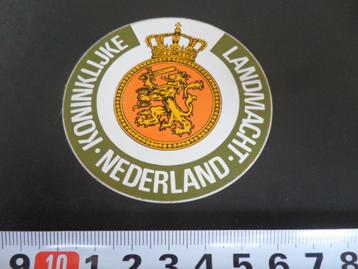 KONINKLIJKE
LANDMACHT
· NEDERLAND ·
9 10 1 2 3 4 5 6 7 8